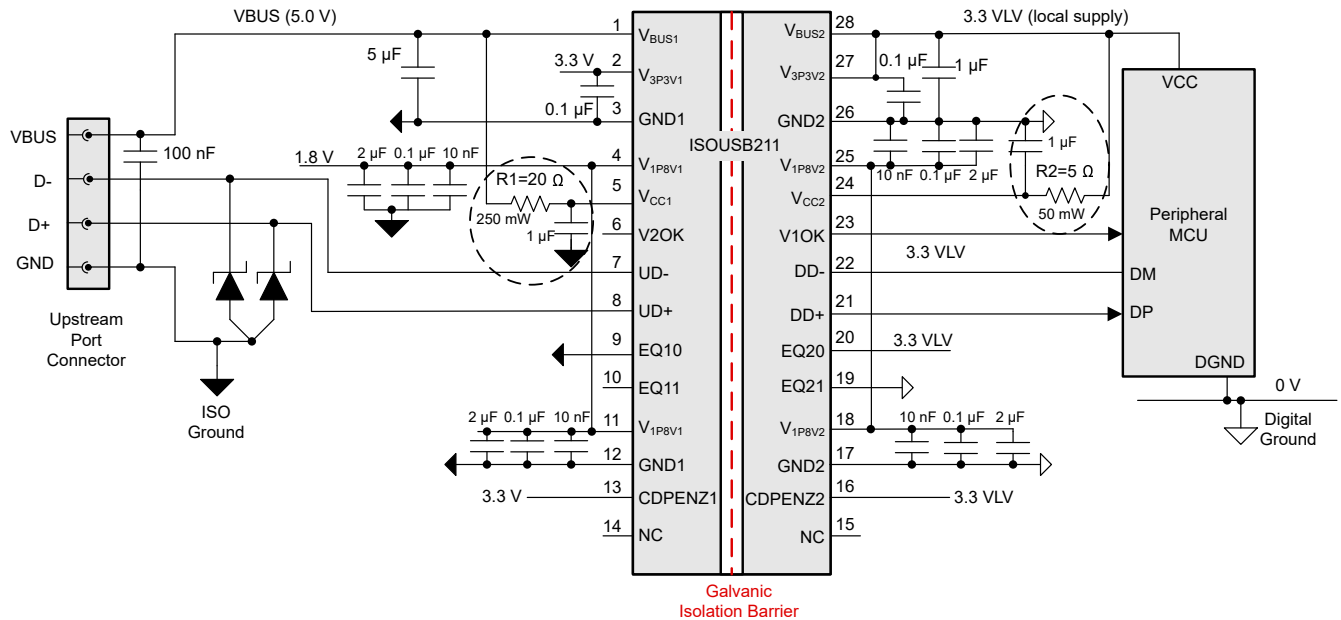 VBUS (5.0 V)
3.3 VLV (local supply)
VBUS
D-
D+
GND
Upstream
Port
Connector
100 nF
ISO
Ground
5 µF
3.3 V
0.1 µF
1.8 V
2 µF 0.1 µF 10 nF
R1=20 Ω
250 mW
1 µF
2 µF 0.1 µF 10 nF
3.3 V
1 VBUS1
2 V3P3V1
3 GND1
4 V1P8V1
5 VCC1
6 V2OK
7 UD-
8 UD+
9 EQ10
10 EQ11
11 V1P8V1
12 GND1
13 CDPENZ1
14 NC
ISOUSB211
VBUS2 28
V3P3V2 27
GND2 26
V1P8V2 25
VCC2 24
V1OK 23
DD- 22
DD+ 21
EQ20 20
EQ21 19
V1P8V2 18
GND2 17
CDPENZ2 16
NC 15
Galvanic
Isolation Barrier
0.1 µF
1 µF
10 nF 0.1 µF 2 µF
1 µF
R2=5 Ω
50 mW
3.3 VLV
3.3 VLV
10 nF 0.1 µF 2 µF
3.3 VLV
VCC
Peripheral
MCU
DM
DP
DGND
0 V
Digital
Ground